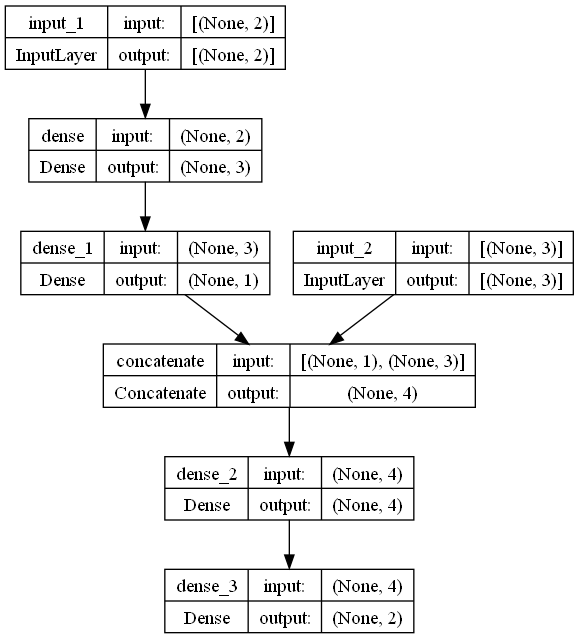 input_1 input: [(None, 2)]
InputLayer output: [(None, 2)]
dense input: (None, 2)
Dense output: (None, 3)
dense_1 input: (None, 3)
Dense output: (None, 1)
input_2 input: [(None, 3)]
InputLayer output: [(None, 3)]
concatenate input: [(None, 1), (None, 3)]
Concatenate output: (None, 4)
dense_2 input: (None, 4)
Dense output: (None, 4)
dense_3 input: (None, 4)
Dense output: (None, 2)